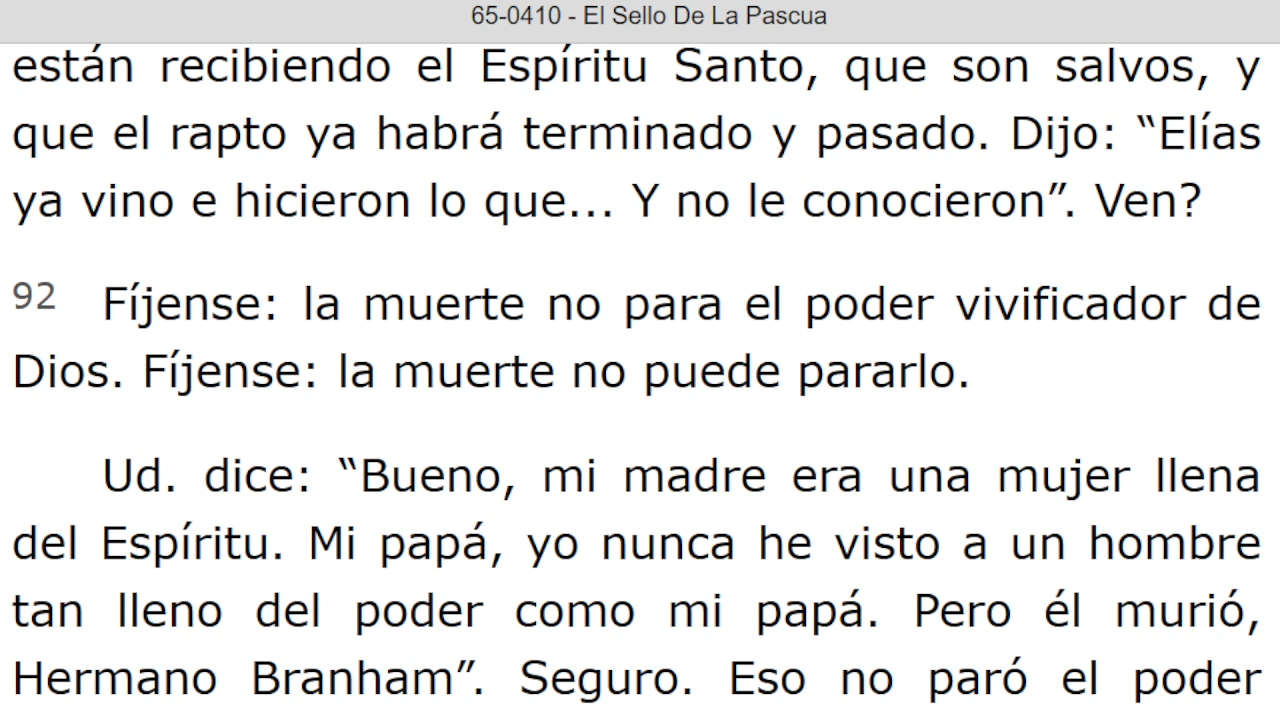 65-0410 - El Sello De La Pascua
están recibiendo el Espíritu Santo, que son salvos, y
que el rapto ya habrá terminado y pasado. Dijo: “Elías
ya vino e hicieron lo que... Y no le conocieron”. Ven?
92 Fíjense: la muerte no para el poder vivificador de
Dios. Fíjense: la muerte no puede pararlo.
Ud. dice: “Bueno, mi madre era una mujer llena
del Espíritu. Mi papá, yo nunca he visto a un hombre
tan lleno del poder como mi papá. Pero él murió,
Hermano Branham”. Seguro. Eso no paró el poder